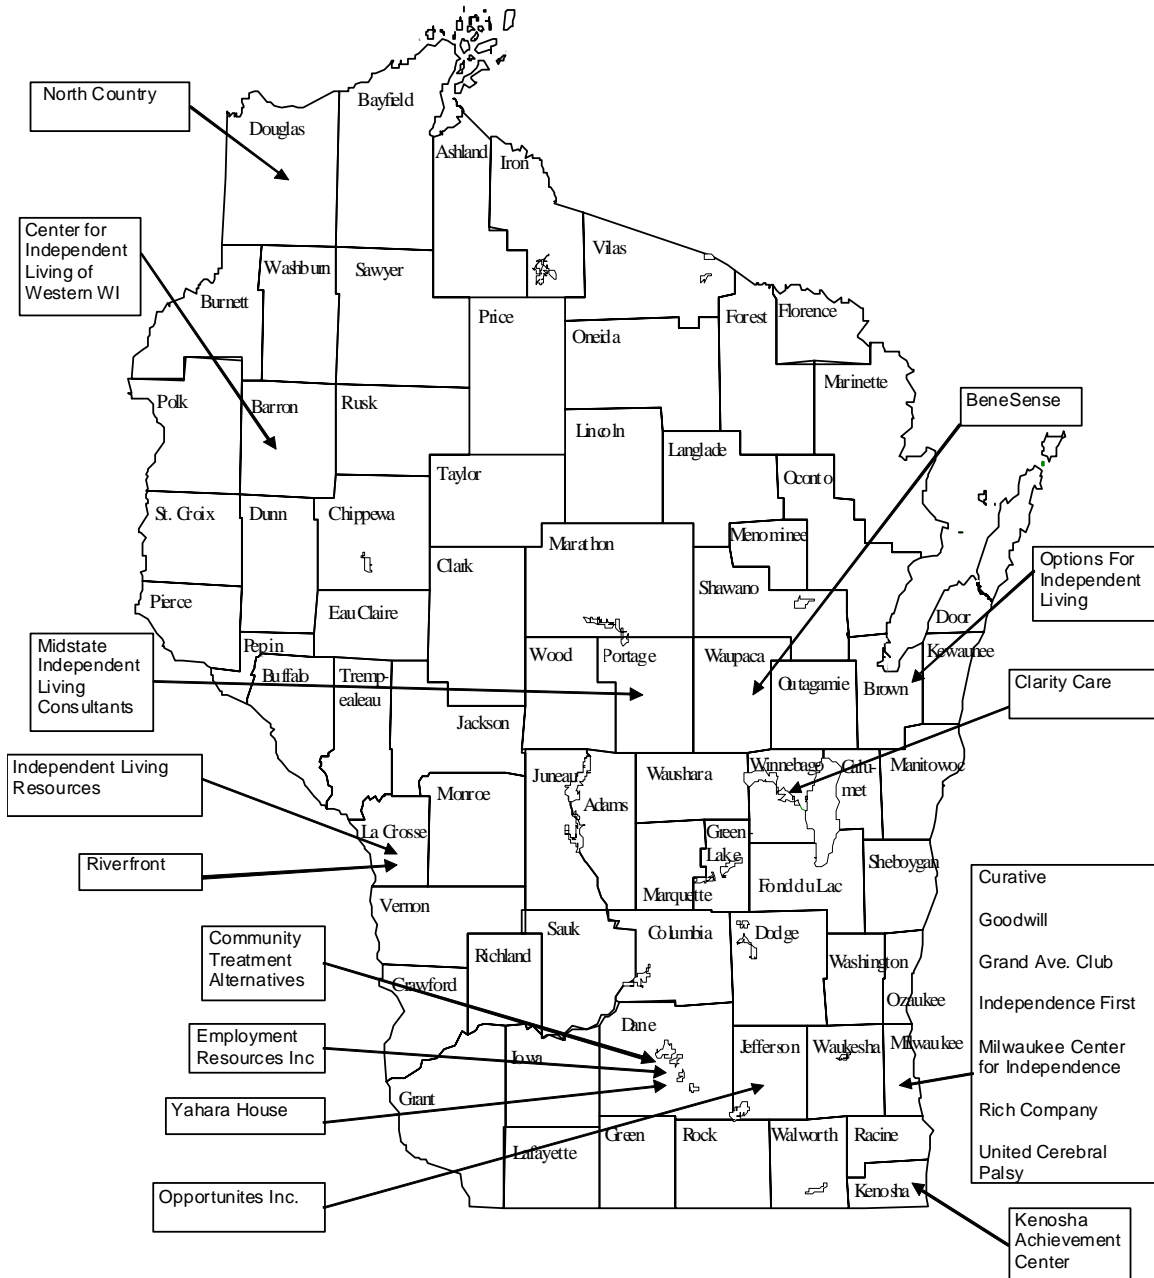 North Country
Bayfield
Douglas
Ashland
Iron
Center for
Independent
Living of
Western WI
Vilas
Washburn
Sawyer
Burnett
Price
Forest
Florence
Oneida
Marinette
Polk
Barron
Rusk
BeneSense
Lincoln
Langlade
Taylor
Oconto
St. Croix
Dunn
Chippewa
Menominee
Marathon
Clark
Shawano
Options For
Independent
Living
Pierce
Eau Claire
Door
Midstate
Independent
Living
Consultants
Pepin
Wood
Portage
Waupaca
Kewaunee
Buffalo
Tremp-
ealeau
Outagamie
Brown
Clarity Care
Jackson
Independent Living
Resources
Juneau
Waushara
Winnebago
Calu-
met
Manitowoc
Monroe
Adams
La Crosse
Green-
Lake
Riverfront
Sheboygan
Marquette
Fond du Lac
Curative
Goodwill
Grand Ave. Club
Independence First
Milwaukee Center
for Independence
Rich Company
United Cerebral
Palsy
Vernon
Community
Treatment
Alternatives
Sauk
Columbia
Dodge
Richland
Washington
Crawford
Ozaukee
Employment
Resources Inc
Dane
Iowa
Jefferson
Waukesha
Milwaukee
Yahara House
Grant
Lafayette
Green
Rock
Walworth
Racine
Opportunites Inc.
Kenosha
Kenosha
Achievement
Center